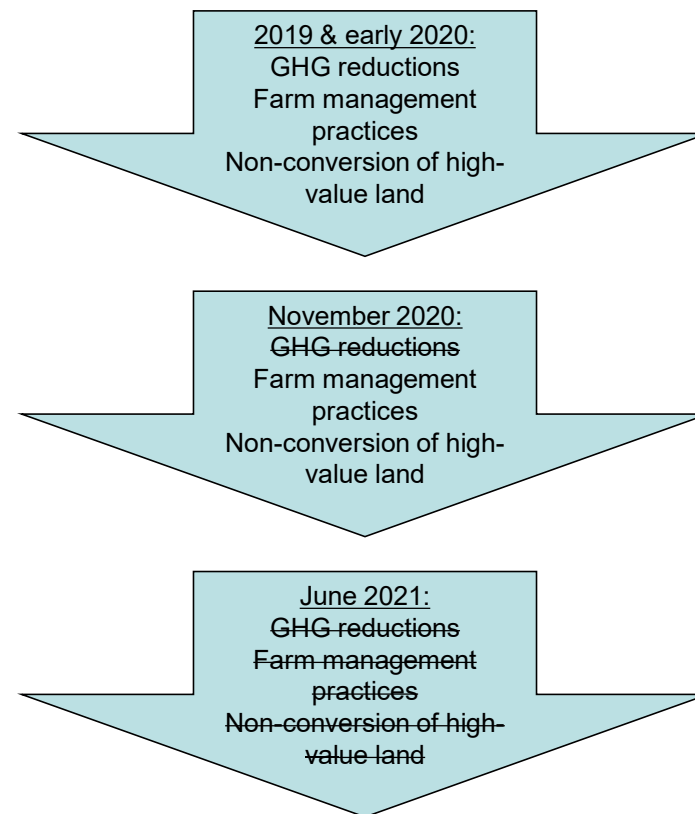 2019 & early 2020:
GHG reductions
Farm management
practices
Non-conversion of high-
value land
November 2020:
GHG reductions
Farm management
practices
Non-conversion of high-
value land
June 2021:
GHG reductions
Farm management
practices
Non-conversion of high-
value land